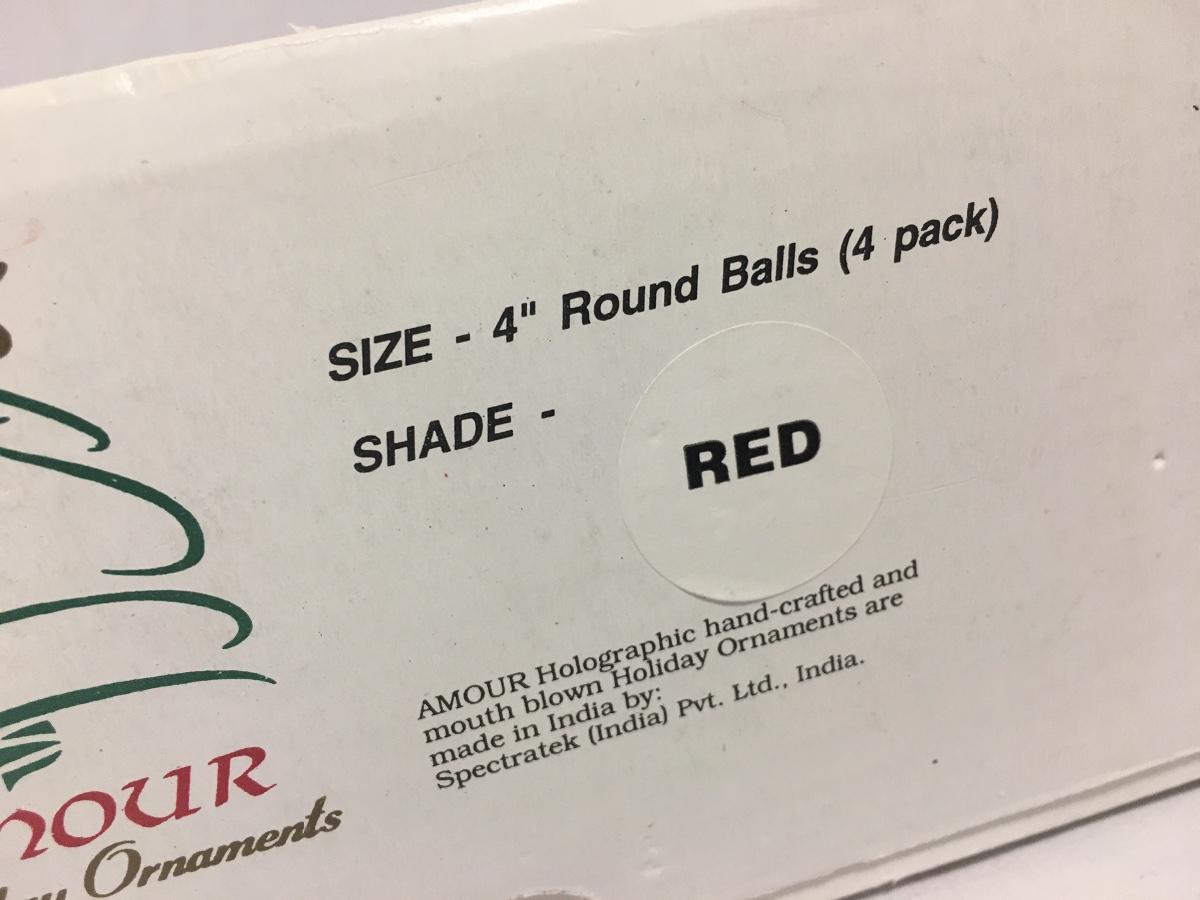 SIZE - 4" Round Balls (4 pack)
SHADE - RED
AMOUR Holographic hand-crafted and
mouth blown Holiday Ornaments are
made in India by:
Spectratek (India) Pvt. Ltd., India.
Ornaments